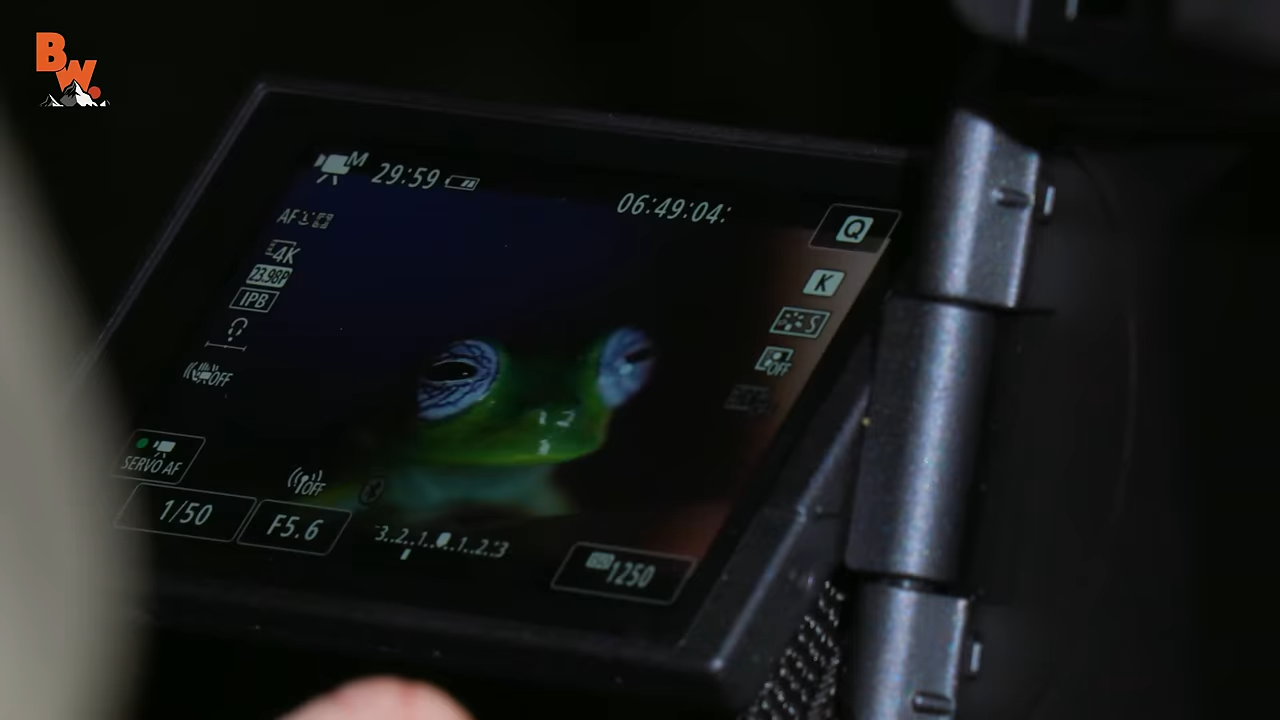 BW.
M 29:59
06:49:04:
Q
AF
4K
23.98P
K
IPB
S
OFF
OFF
SERVO AF
OFF
1/50
F5.6
3..2..1..●..1..2..3
1250